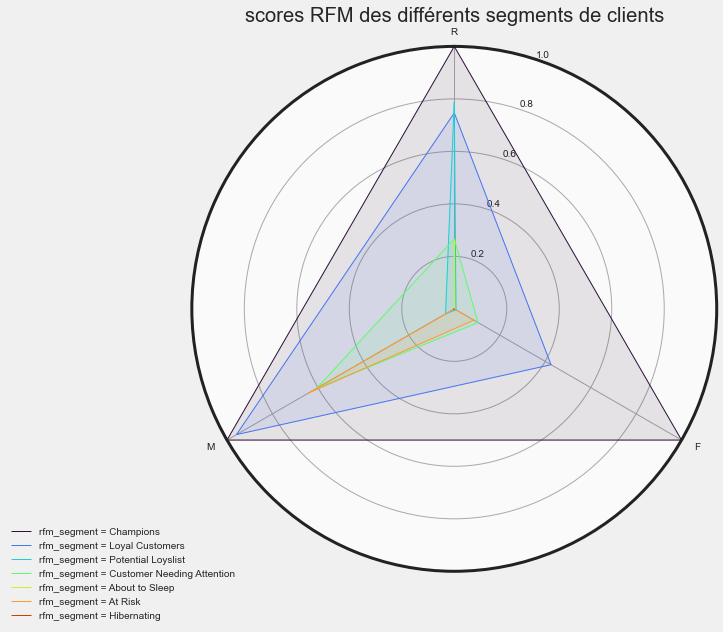 scores RFM des différents segments de clients
R
1.0
0.8
0.6
0.4
0.2
M
F
rfm_segment = Champions
rfm_segment = Loyal Customers
rfm_segment = Potential Loyslist
rfm_segment = Customer Needing Attention
rfm_segment = About to Sleep
rfm_segment = At Risk
rfm_segment = Hibernating